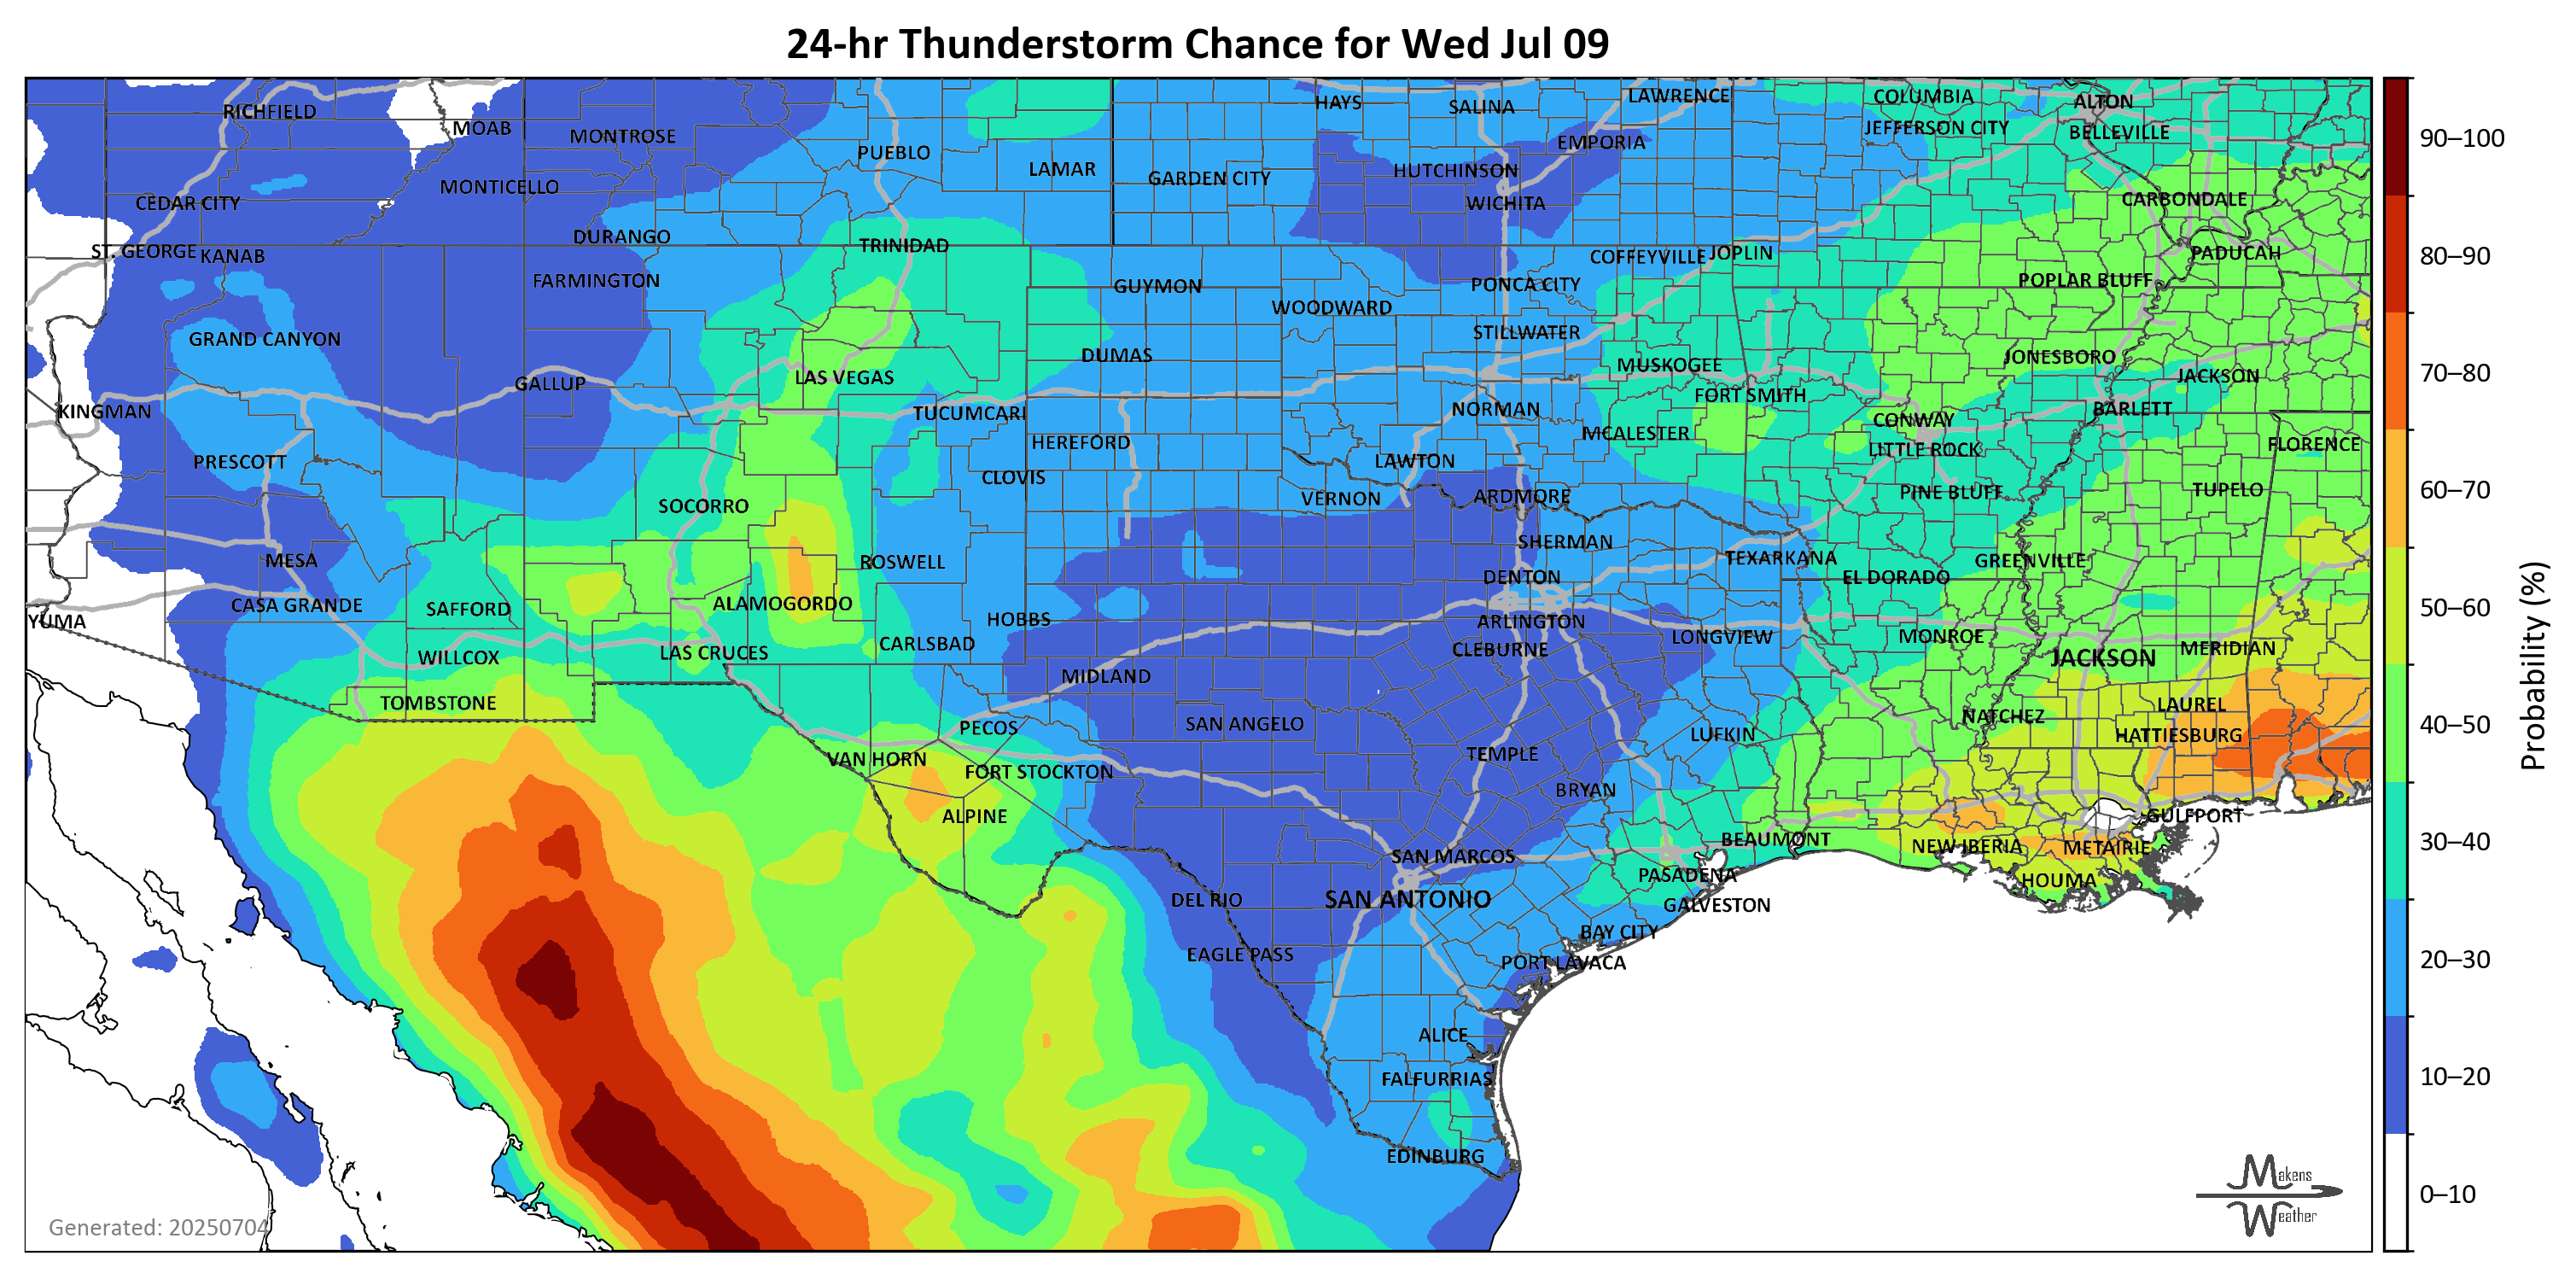 24-hr Thunderstorm Chance for Wed Jul 09
RICHFIELD
MOAB
MONTROSE
PUEBLO
LAMAR
GARDEN CITY
HAYS
SALINA
LAWRENCE
COLUMBIA
ALTON
JEFFERSON CITY
BELLEVILLE
EMPORIA
HUTCHINSON
WICHITA
CARBONDALE
MONTICELLO
CEDAR CITY
ST. GEORGE
KANAB
DURANGO
TRINIDAD
FARMINGTON
GUYMON
WOODWARD
PONCA CITY
COFFEYVILLE
JOPLIN
POPLAR BLUFF
PADUCAH
GRAND CANYON
DUMAS
STILLWATER
MUSKOGEE
JONESBORO
JACKSON
KINGMAN
GALLUP
LAS VEGAS
TUCUMCARI
NORMAN
FORT SMITH
CONWAY
BARLETT
HEREFORD
MCALESTER
LITTLE ROCK
FLORENCE
PRESCOTT
CLOVIS
LAWTON
VERNON
ARDMORE
PINE BLUFF
TUPELO
SOCORRO
SHERMAN
TEXARKANA
GREENVILLE
MESA
ROSWELL
DENTON
EL DORADO
CASA GRANDE
SAFFORD
ALAMOGORDO
HOBBS
ARLINGTON
YUMA
WILLCOX
LAS CRUCES
CARLSBAD
CLEBURNE
LONGVIEW
MONROE
JACKSON
MERIDIAN
TOMBSTONE
MIDLAND
PECOS
SAN ANGELO
TEMPLE
LUFKIN
NATCHEZ
LAUREL
HATTIESBURG
VAN HORN
FORT STOCKTON
BRYAN
ALPINE
BEAUMONT
GULFPORT
SAN MARCOS
NEW IBERIA
METAIRIE
PASADENA
HOUMA
DEL RIO
SAN ANTONIO
GALVESTON
BAY CITY
EAGLE PASS
PORT LAVACA
ALICE
FALFURRIAS
EDINBURG
Generated: 20250704
Makens
Weather
90–100
80–90
70–80
60–70
50–60
40–50
30–40
20–30
10–20
0–10
Probability (%)